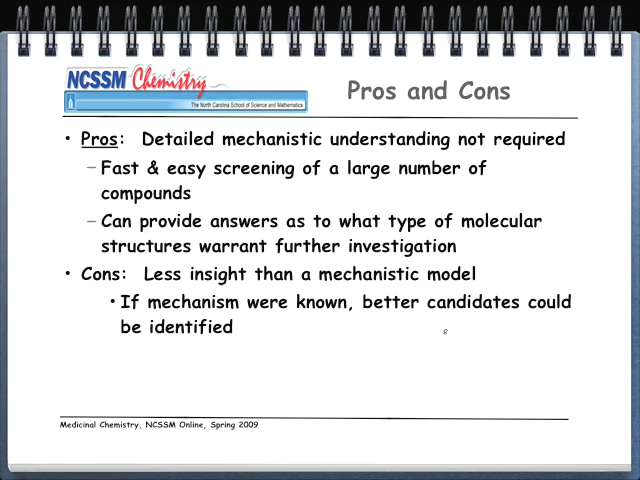 NCSSM Chemistry
The North Carolina School of Science and Mathematics
Pros and Cons
• Pros: Detailed mechanistic understanding not required
– Fast & easy screening of a large number of
compounds
– Can provide answers as to what type of molecular
structures warrant further investigation
• Cons: Less insight than a mechanistic model
• If mechanism were known, better candidates could
be identified
Medicinal Chemistry, NCSSM Online, Spring 2009